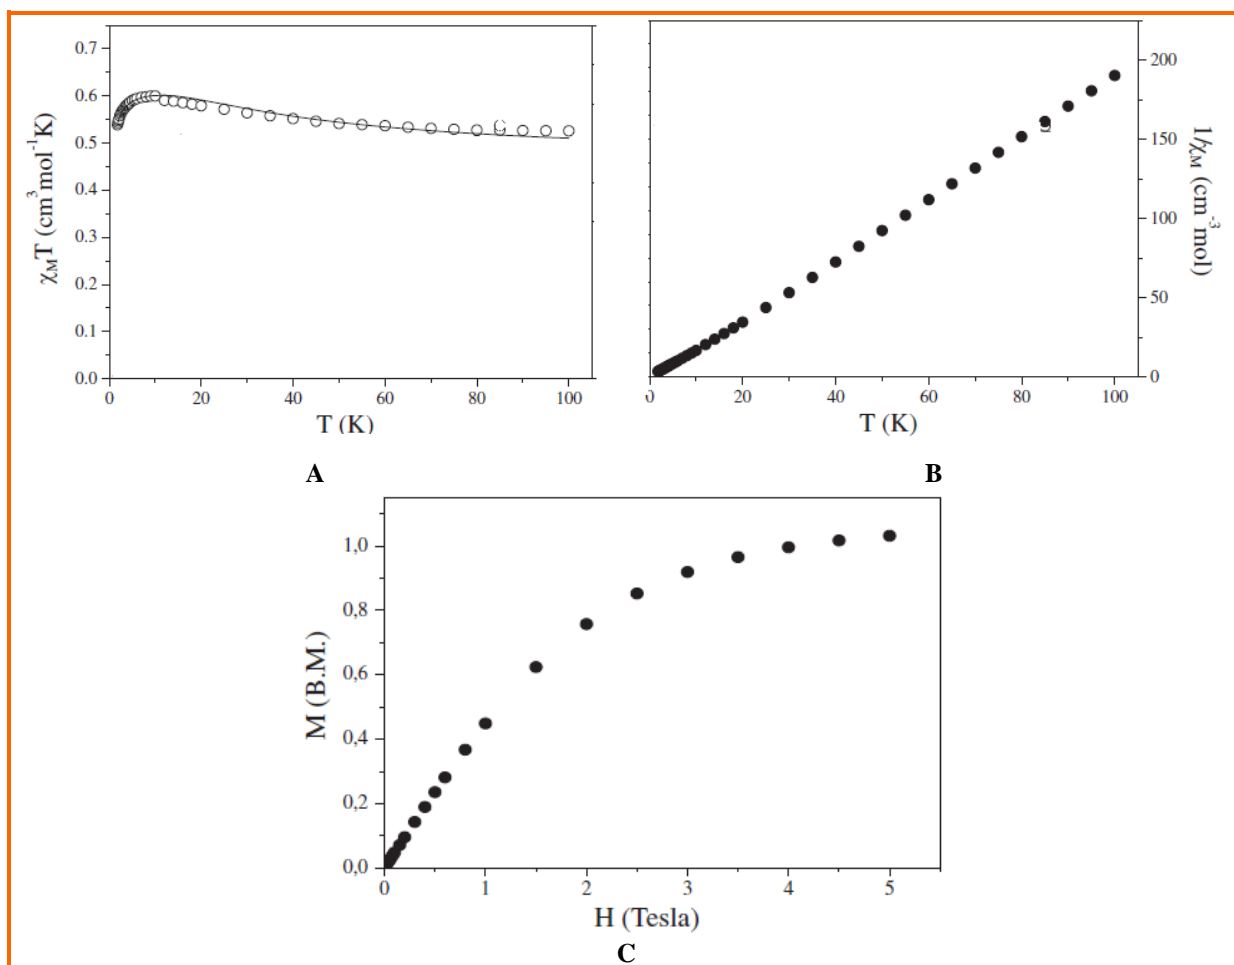 0.7
0.6
0.5
0.4
0.3
0.2
0.1
0.0
χMT (cm³mol⁻¹K)
0 20 40 60 80 100
T (K)
A
200
150
100
50
0
1/χM (cm⁻³ mol)
0 20 40 60 80 100
T (K)
B
1,0
0,8
0,6
0,4
0,2
0,0
M (B.M.)
0 1 2 3 4 5
H (Tesla)
C